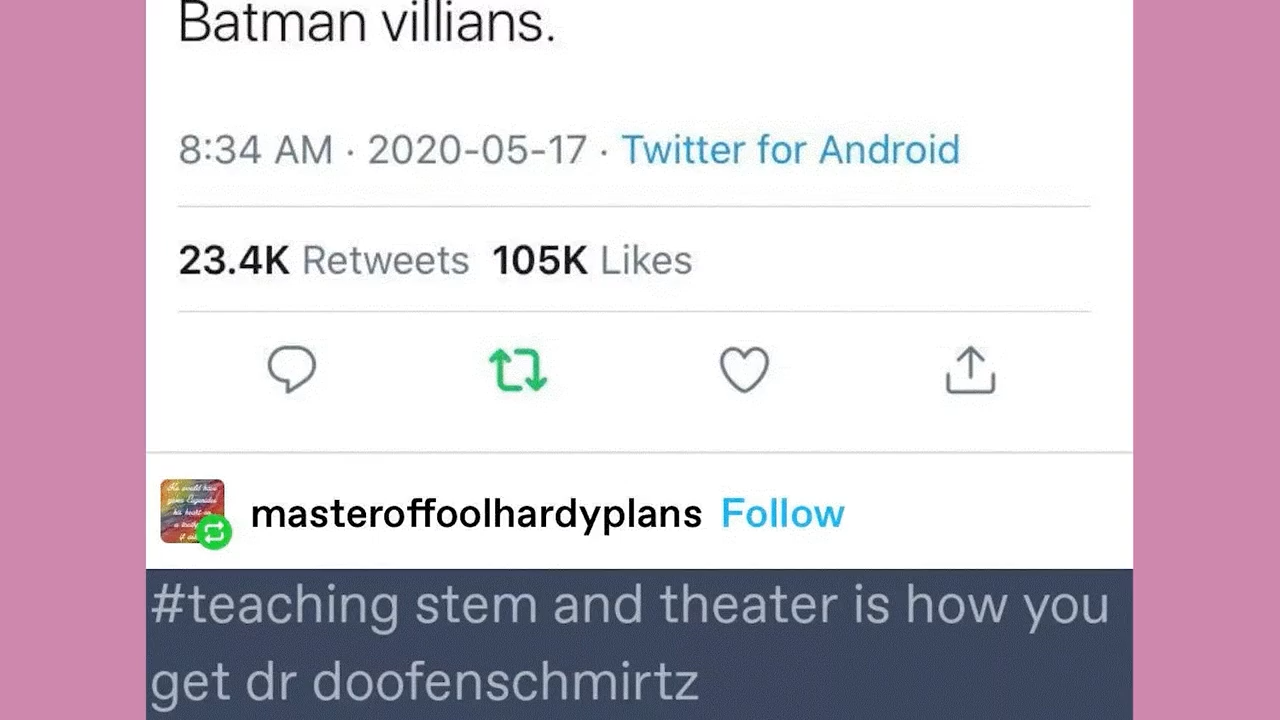 Batman villians.
8:34 AM · 2020-05-17 · Twitter for Android
23.4K Retweets 105K Likes
masteroffoolhardyplans Follow
#teaching stem and theater is how you
get dr doofenschmirtz